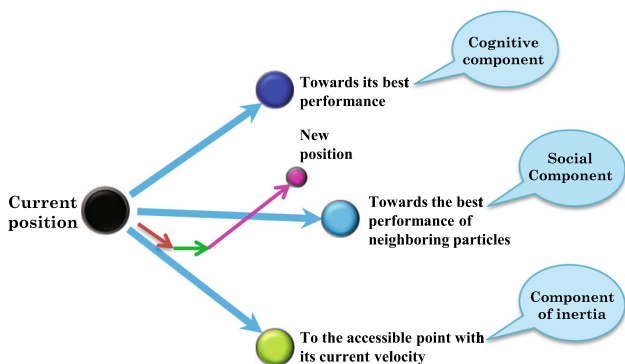 Cognitive
component
Towards its best
performance
New
position
Social
Component
Current
position
Towards the best
performance of
neighboring particles
Component
of inertia
To the accessible point with
its current velocity